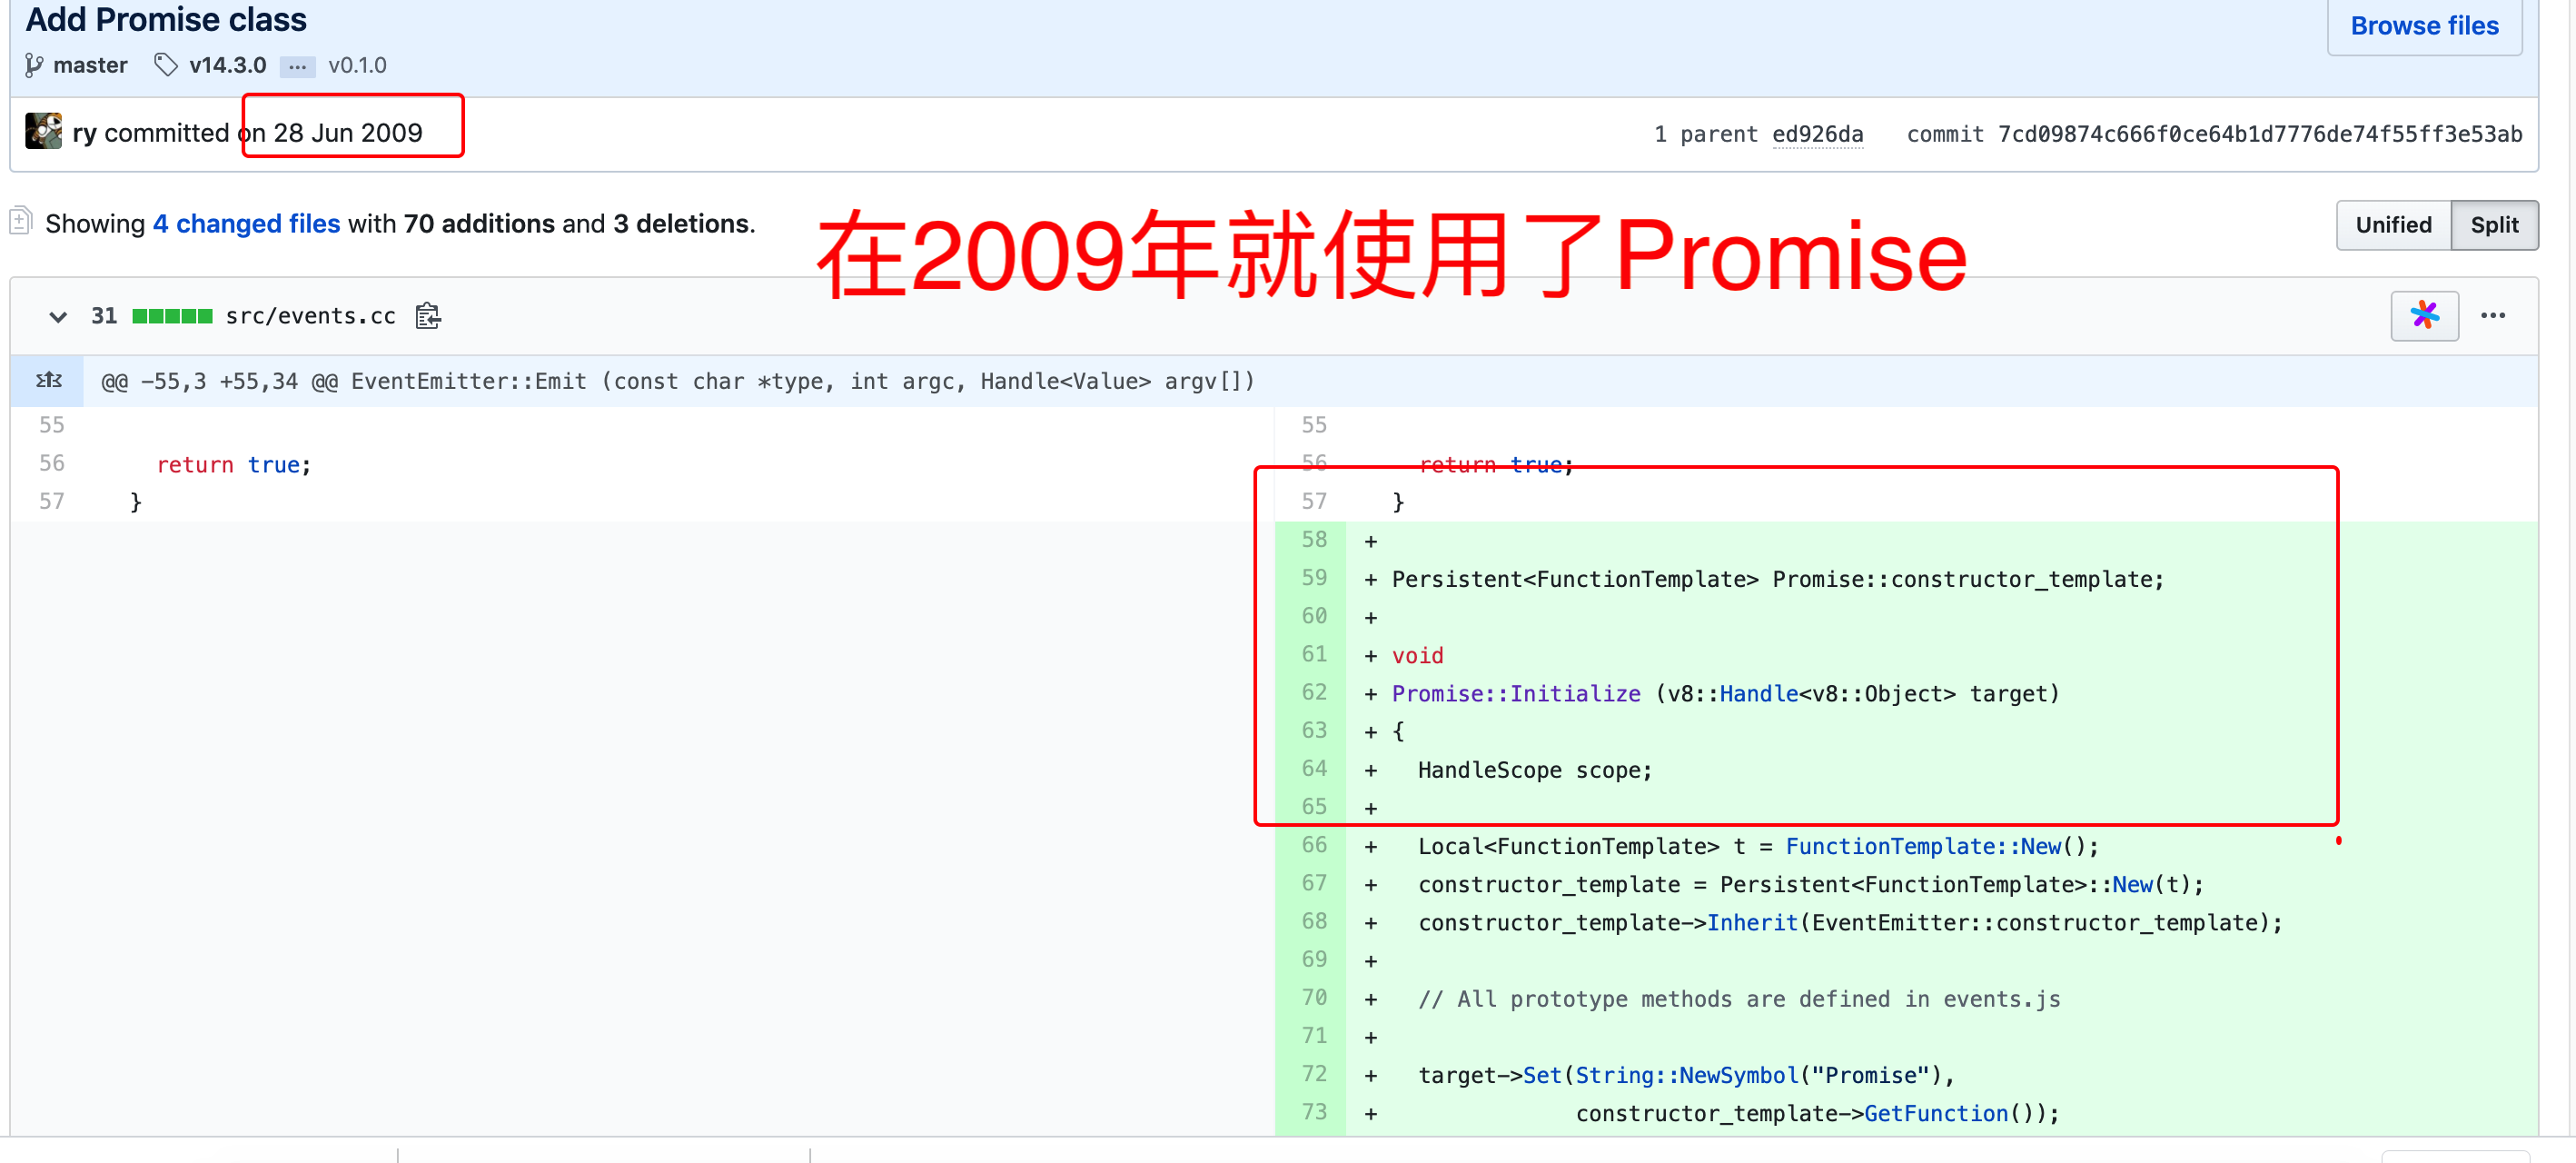 Add Promise class
Browse files
master v14.3.0 ... v0.1.0
ry committed on 28 Jun 2009
1 parent ed926da commit 7cd09874c666f0ce64b1d7776de74f55ff3e53ab
Showing 4 changed files with 70 additions and 3 deletions.
在2009年就使用了Promise
Unified Split
31 src/events.cc
@@ -55,3 +55,34 @@ EventEmitter::Emit (const char *type, int argc, Handle<Value> argv[])
55 55
56 return true; 56 return true;
57 } 57 }
58 +
59 + Persistent<FunctionTemplate> Promise::constructor_template;
60 +
61 + void
62 + Promise::Initialize (v8::Handle<v8::Object> target)
63 + {
64 + HandleScope scope;
65 +
66 + Local<FunctionTemplate> t = FunctionTemplate::New();
67 + constructor_template = Persistent<FunctionTemplate>::New(t);
68 + constructor_template->Inherit(EventEmitter::constructor_template);
69 +
70 + // All prototype methods are defined in events.js
71 +
72 + target->Set(String::NewSymbol("Promise"),
73 + constructor_template->GetFunction());